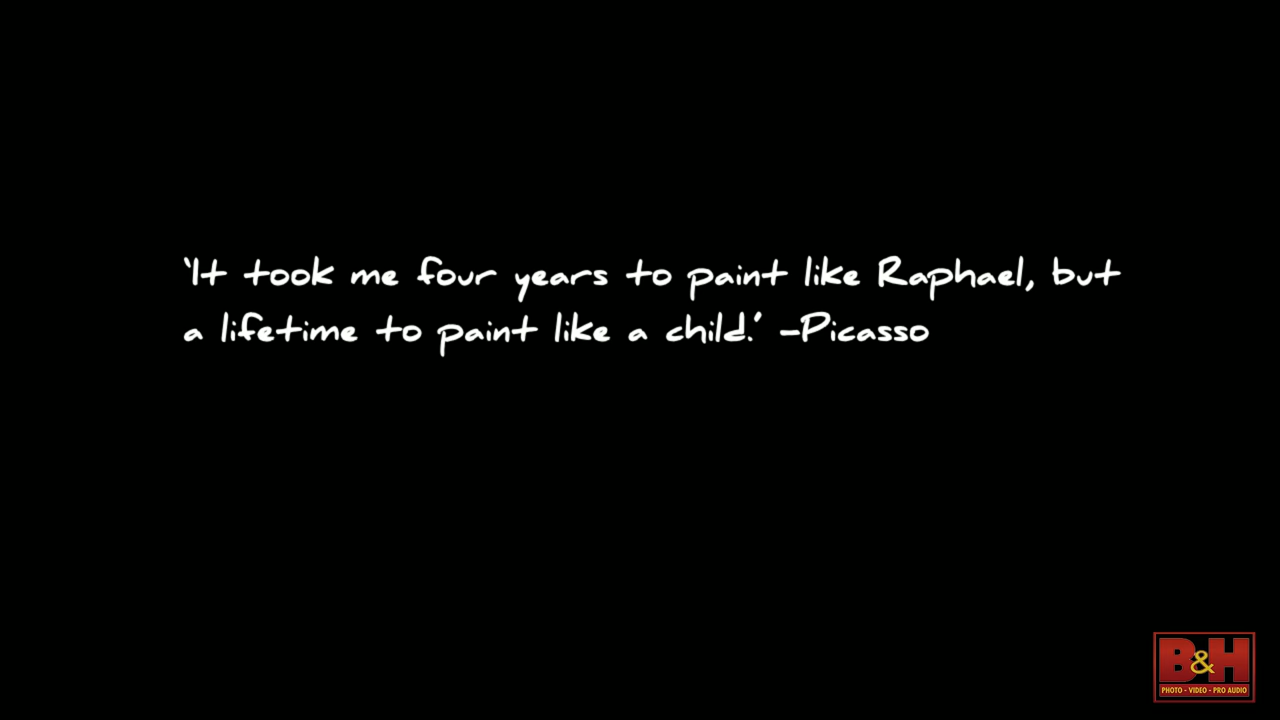 'It took me four years to paint like Raphael, but
a lifetime to paint like a child.' -Picasso
B&H
PHOTO - VIDEO - PRO AUDIO